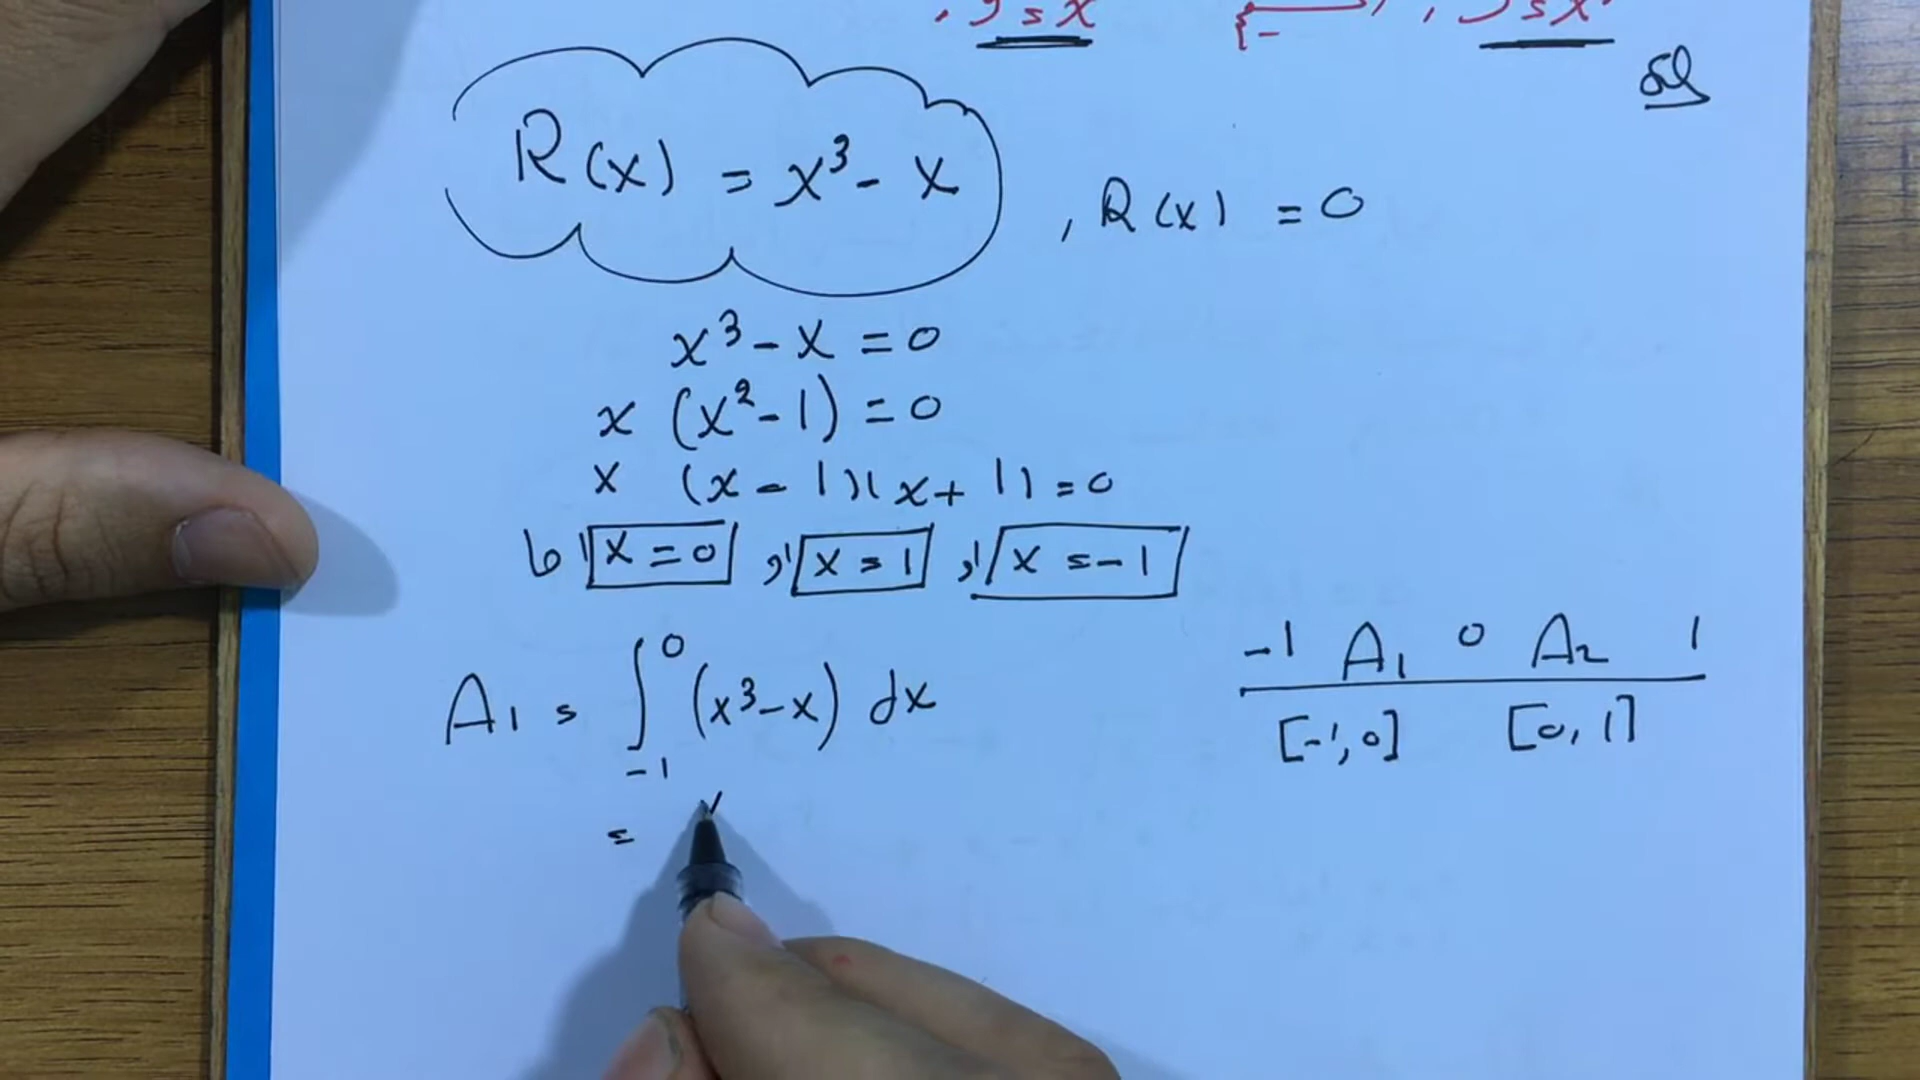 , y = x , y = x³
R(x) = x³ - x , R(x) = 0
x³ - x = 0
x (x² - 1) = 0
x (x - 1)(x + 1) = 0
x = 0 , x = 1 , x = -1
-1 A₁ 0 A₂ 1
[-1, 0] [0, 1]
A₁ = ∫₋₁⁰ (x³ - x) dx
=